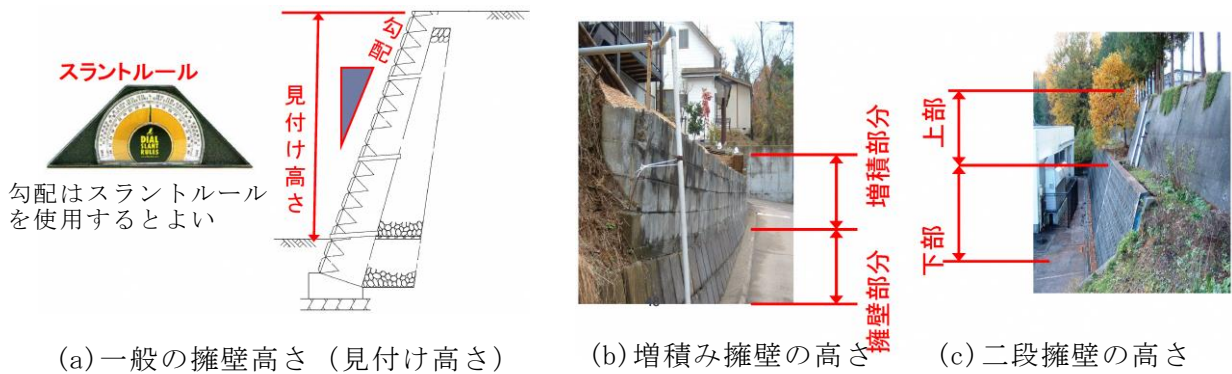 スラントルール
DIAL
SLANT
RULES
勾配はスラントルール
を使用するとよい
勾配
見付け高さ
(a)一般の擁壁高さ（見付け高さ）
増積部分
擁壁部分
(b)増積み擁壁の高さ
上部
下部
(c)二段擁壁の高さ